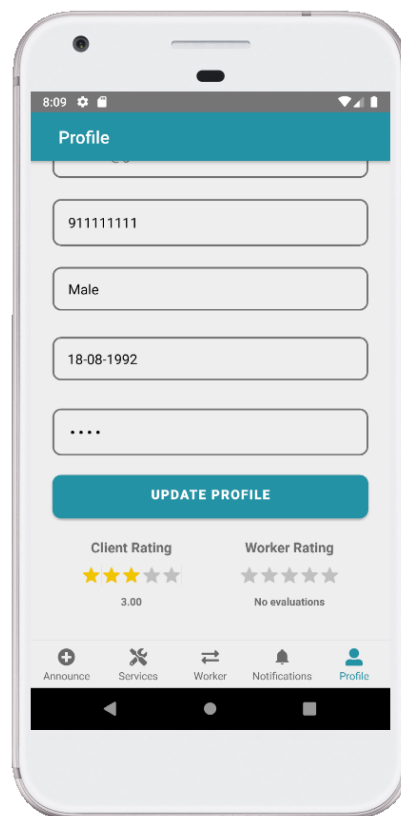 8:09
Profile
911111111
Male
18-08-1992
••••
UPDATE PROFILE
Client Rating Worker Rating
3.00 No evaluations
Announce Services Worker Notifications Profile